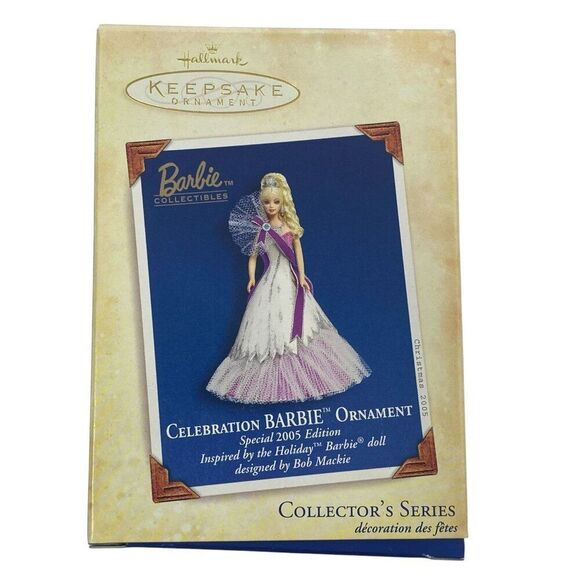 Hallmark
KEEPSAKE
ORNAMENT
Barbie™
COLLECTIBLES
Christmas 2005
CELEBRATION BARBIE™ ORNAMENT
Special 2005 Edition
Inspired by the Holiday™ Barbie® doll
designed by Bob Mackie
COLLECTOR'S SERIES
décoration des fêtes